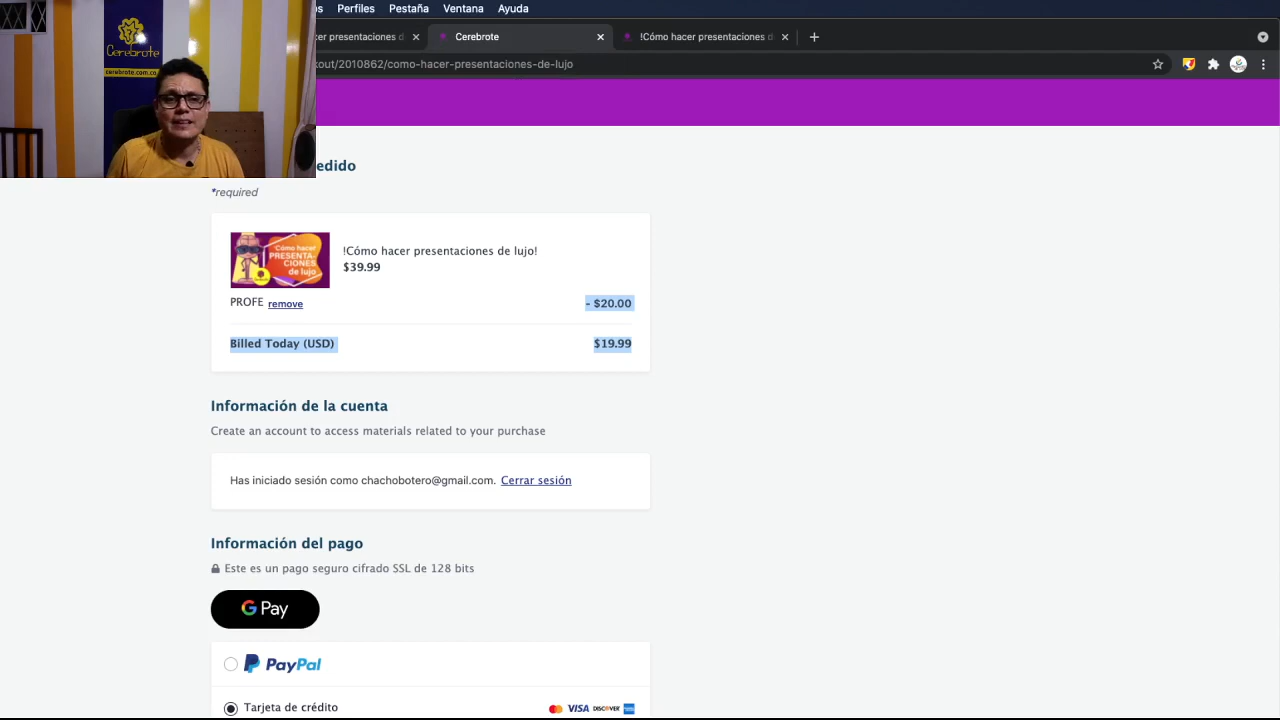 s Perfiles Pestaña Ventana Ayuda
hacer presentaciones d
Cerebrote
!Cómo hacer presentaciones d
kout/2010862/como-hacer-presentaciones-de-lujo
Cerebrote
cerebrote.com.co
edido
*required
¡Cómo hacer
PRESENTA-
CIONES
de lujo
!Cómo hacer presentaciones de lujo!
$39.99
PROFE remove - $20.00
Billed Today (USD) $19.99
Información de la cuenta
Create an account to access materials related to your purchase
Has iniciado sesión como chachobotero@gmail.com. Cerrar sesión
Información del pago
Este es un pago seguro cifrado SSL de 128 bits
G Pay
PayPal
Tarjeta de crédito VISA DISCOVER